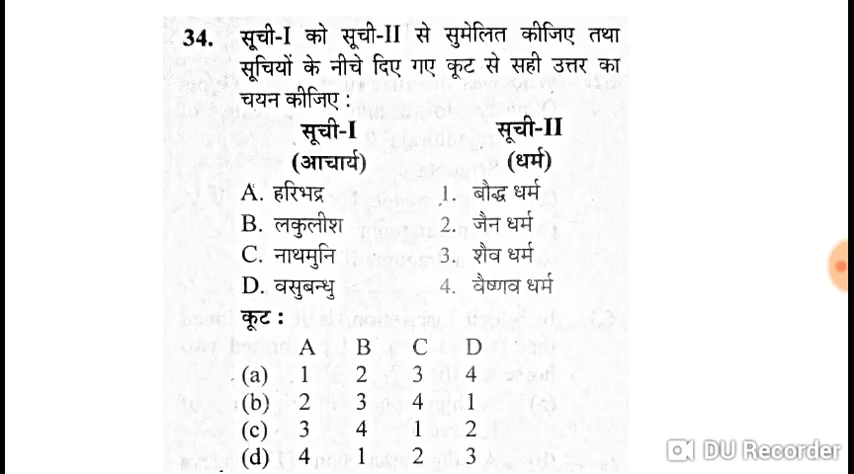 34. सूची-I को सूची-II से सुमेलित कीजिए तथा
सूचियों के नीचे दिए गए कूट से सही उत्तर का
चयन कीजिए :
सूची-I सूची-II
(आचार्य) (धर्म)
A. हरिभद्र 1. बौद्ध धर्म
B. लकुलीश 2. जैन धर्म
C. नाथमुनि 3. शैव धर्म
D. वसुबन्धु 4. वैष्णव धर्म
कूट :
A B C D
(a) 1 2 3 4
(b) 2 3 4 1
(c) 3 4 1 2
(d) 4 1 2 3
DU Recorder